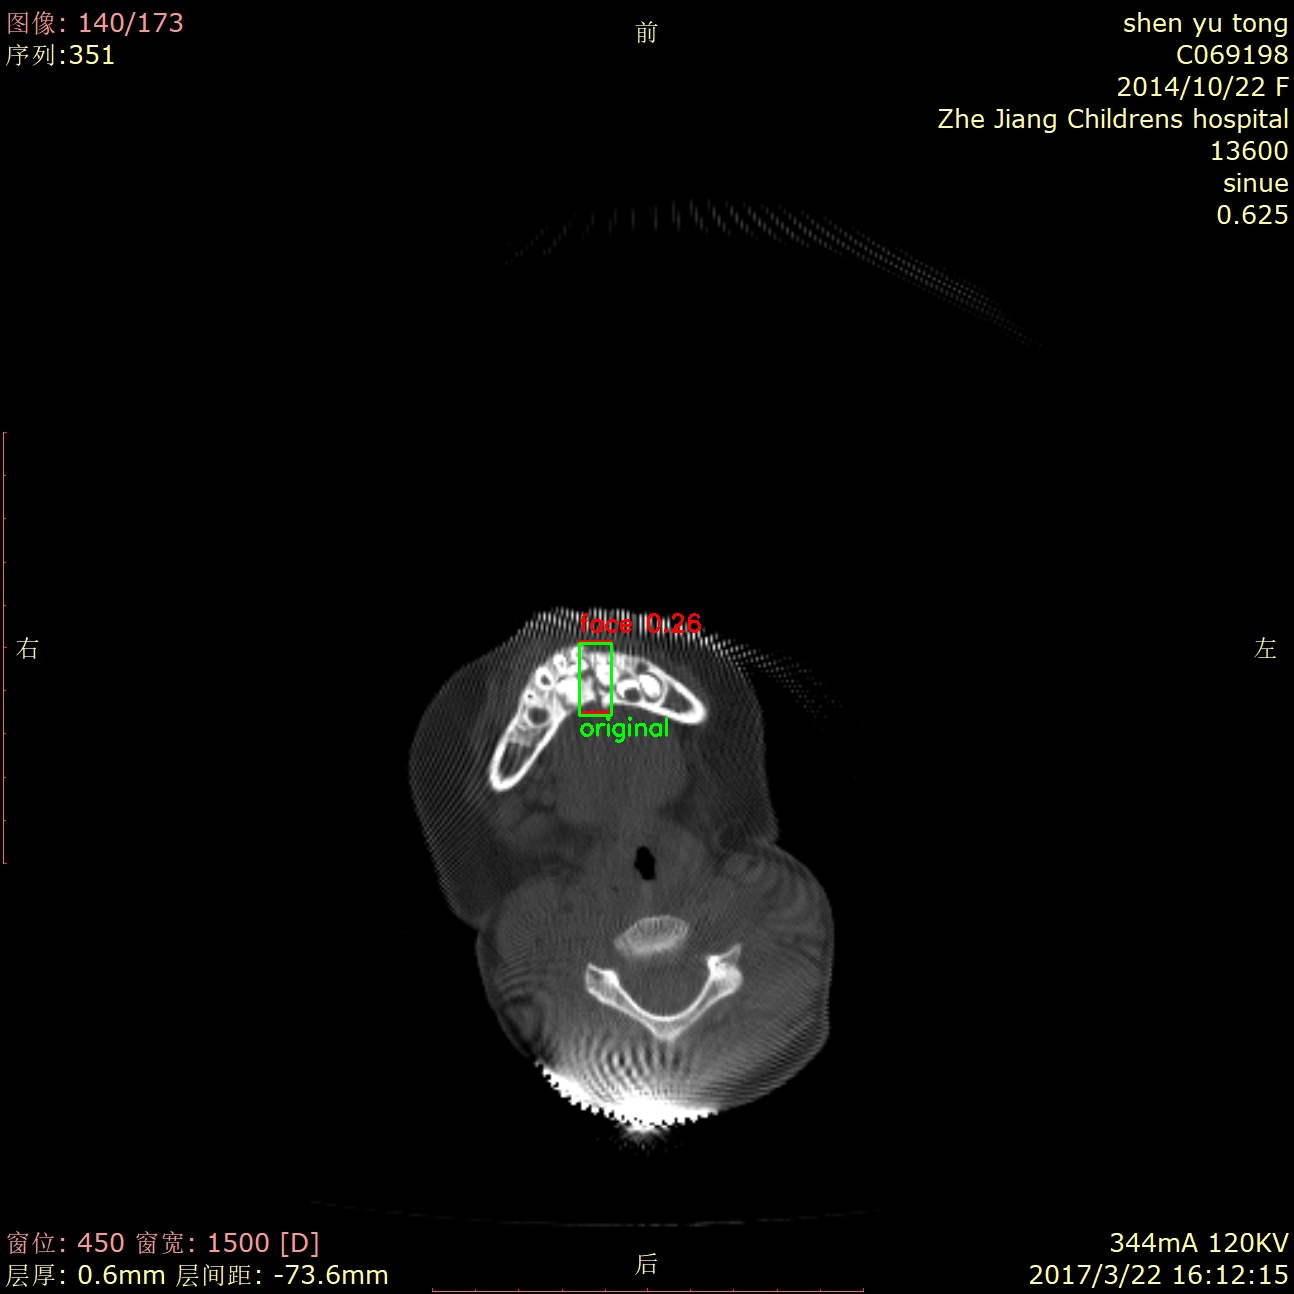 图像: 140/173
序列:351
前
shen yu tong
C069198
2014/10/22 F
Zhe Jiang Childrens hospital
13600
sinue
0.625
face 0.26
右
左
original
窗位: 450 窗宽: 1500 [D]
层厚: 0.6mm 层间距: -73.6mm
后
344mA 120KV
2017/3/22 16:12:15